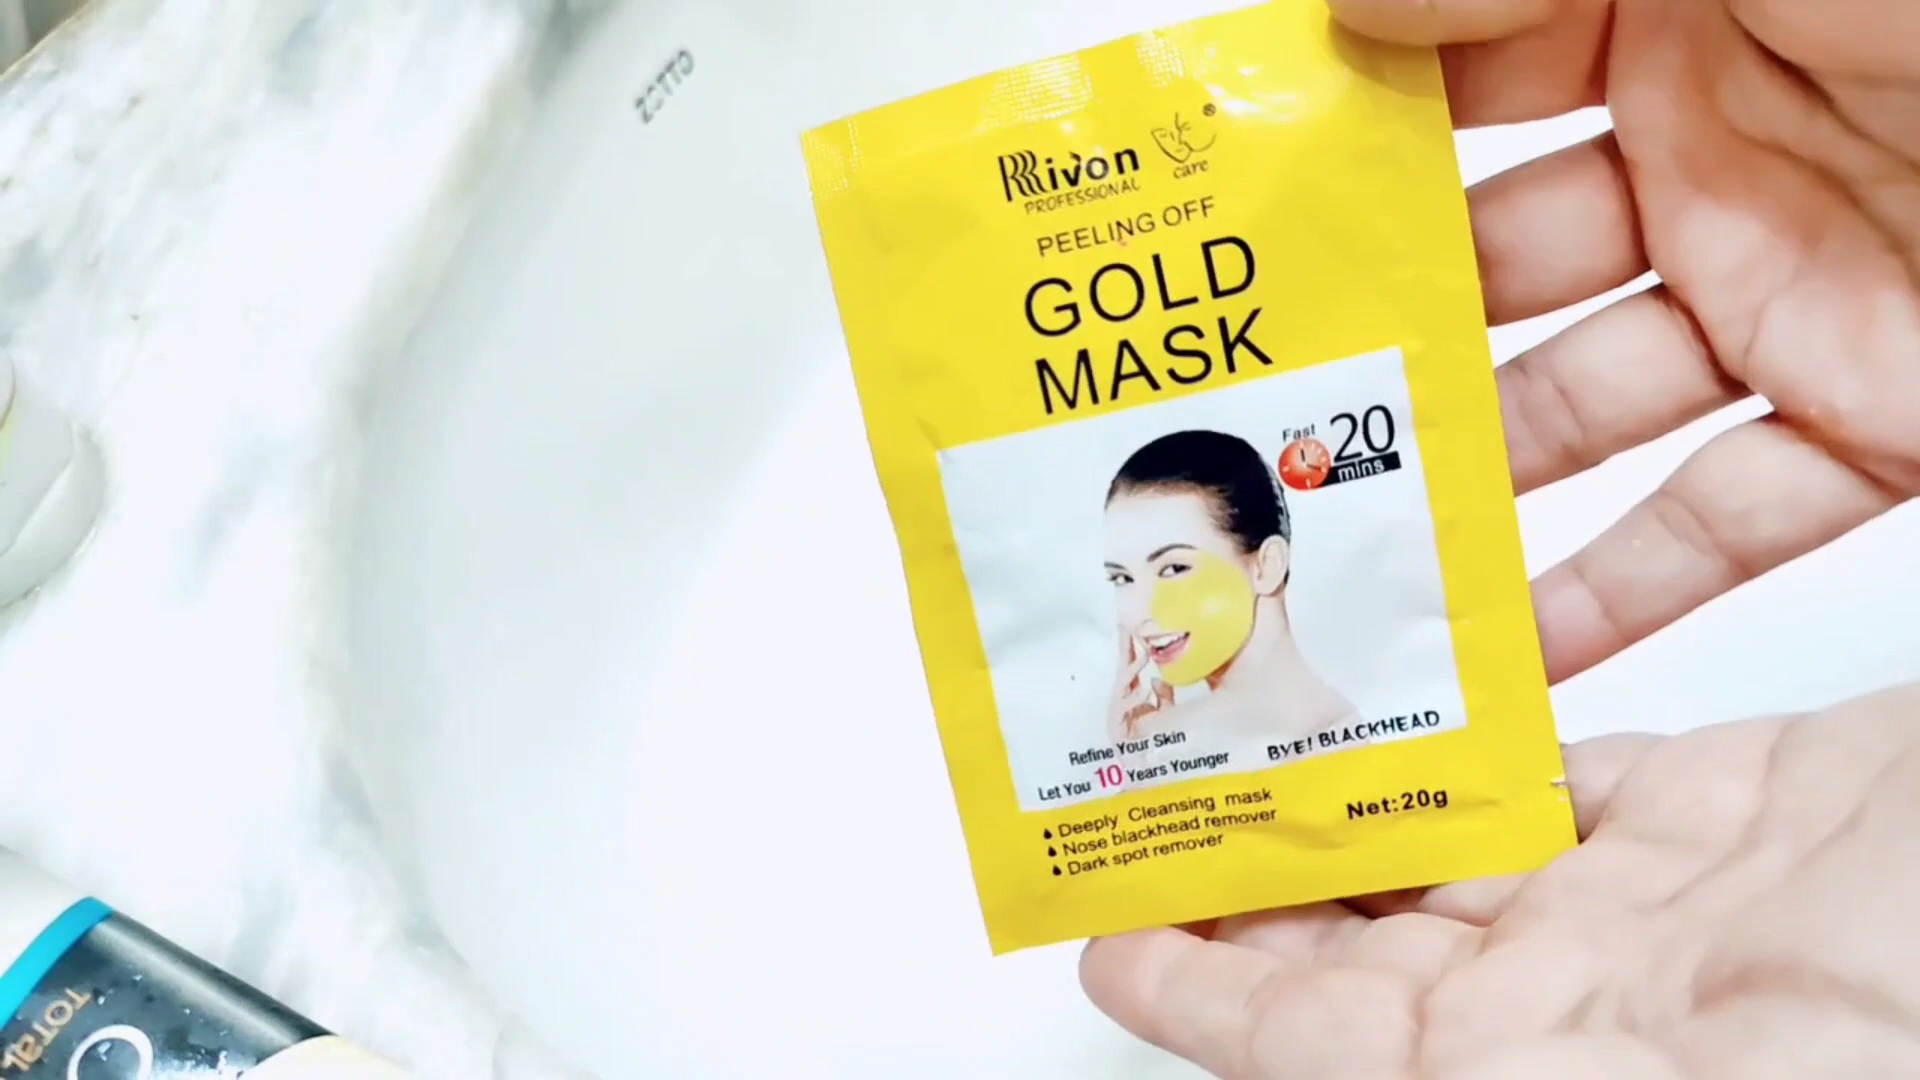 Rivon
PROFESSIONAL
care
®
PEELING OFF
GOLD
MASK
Fast 20
mins
Refine Your Skin
Let You 10 Years Younger
BYE! BLACKHEAD
Deeply Cleansing mask
Nose blackhead remover
Dark spot remover
Net:20g
TOTAL